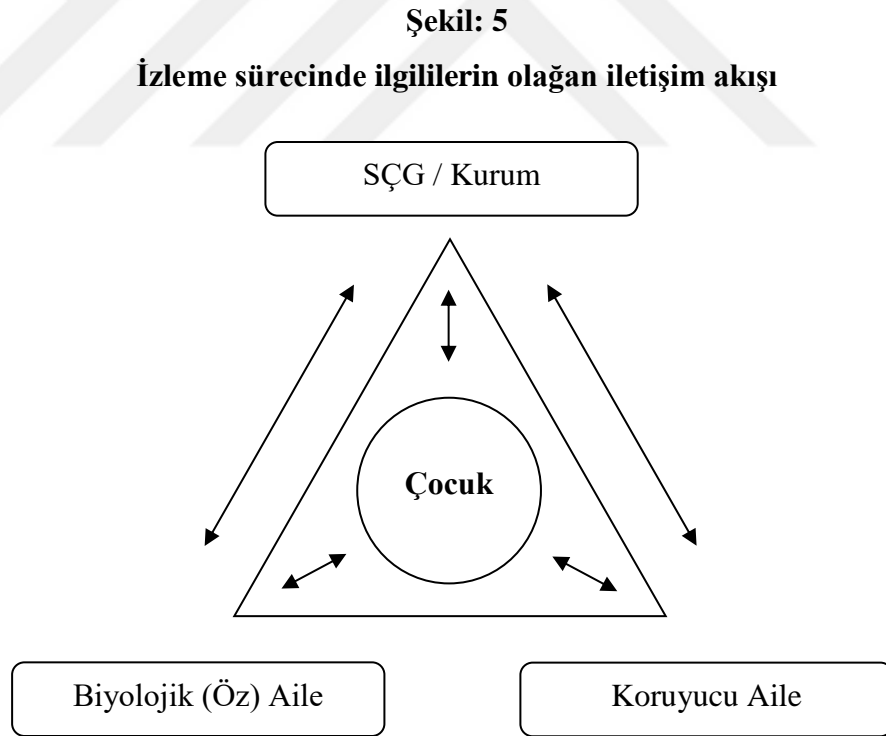 Şekil: 5
İzleme sürecinde ilgililerin olağan iletişim akışı
SÇG / Kurum
Çocuk
Biyolojik (Öz) Aile
Koruyucu Aile